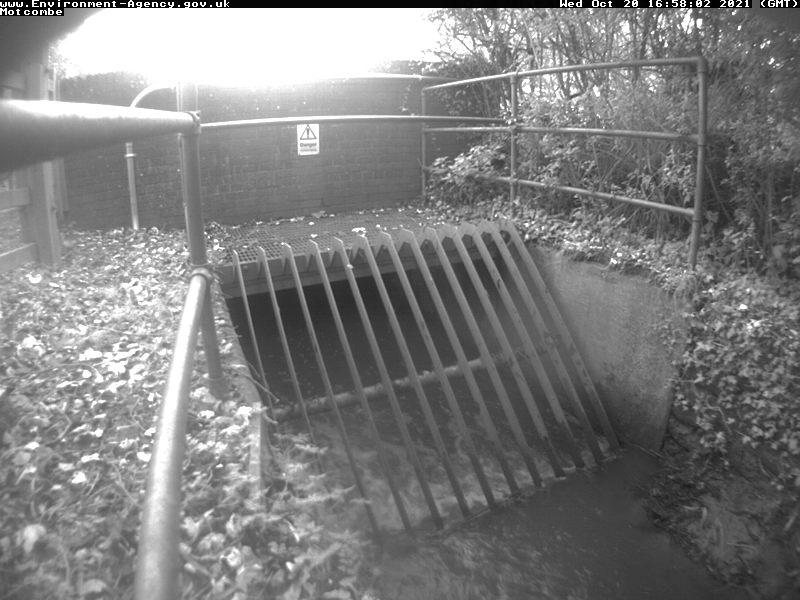 www.Environment-Agency.gov.uk
Wed Oct 20 16:58:02 2021 (GMT)
Motcombe
Danger